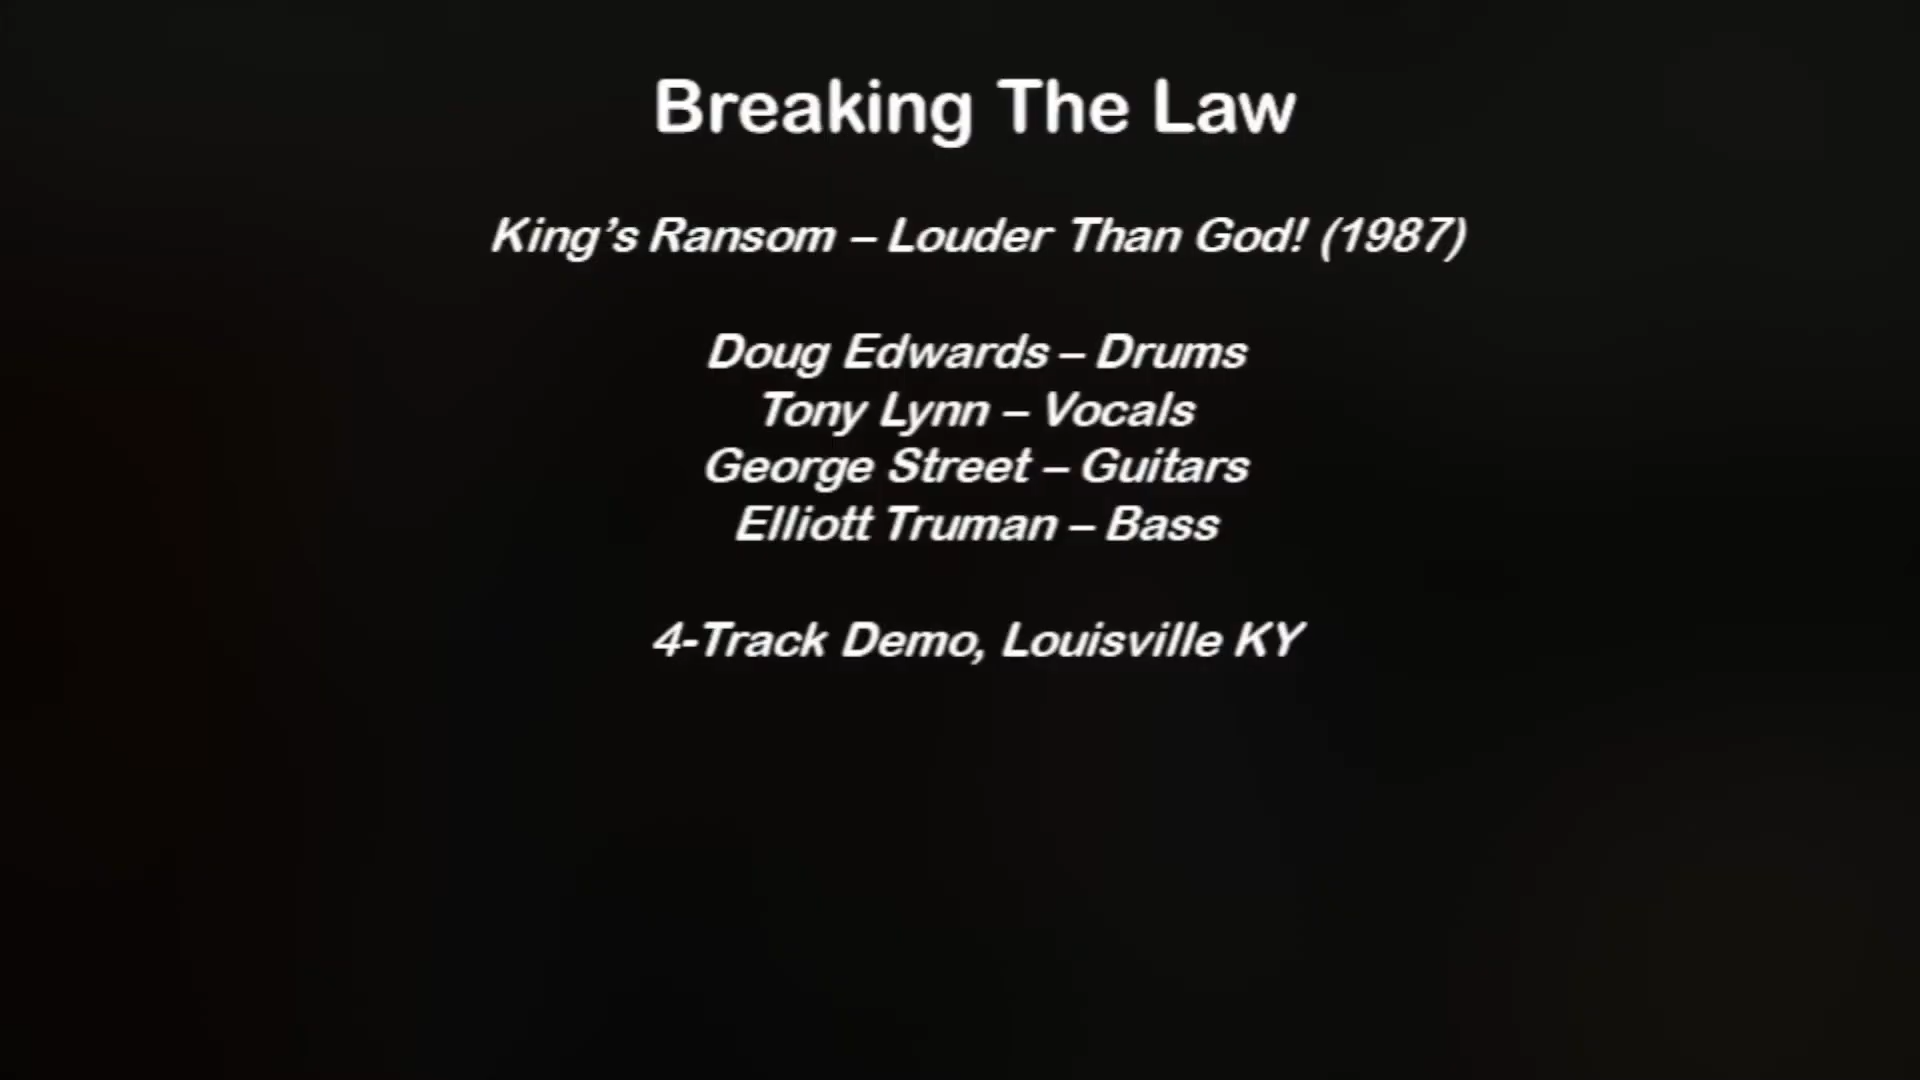 Breaking The Law
King’s Ransom – Louder Than God! (1987)
Doug Edwards – Drums
Tony Lynn – Vocals
George Street – Guitars
Elliott Truman – Bass
4-Track Demo, Louisville KY